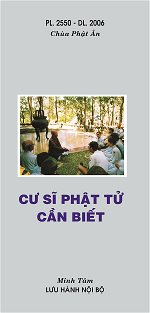 PL. 2550 - DL. 2006
Chùa Phật Ân
CƯ SĨ PHẬT TỬ
CẦN BIẾT
Minh Tâm
LƯU HÀNH NỘI BỘ